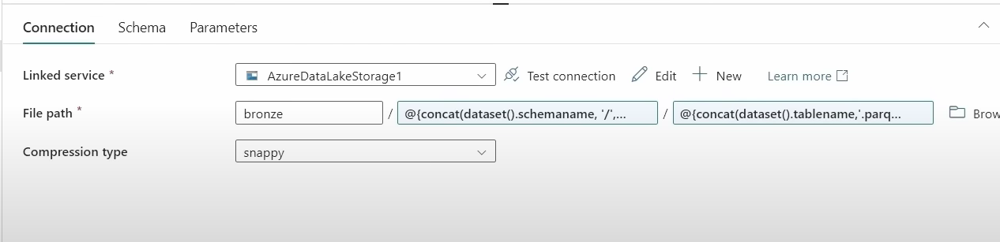 Connection Schema Parameters
Linked service * AzureDataLakeStorage1 Test connection Edit New Learn more
File path * bronze / @{concat(dataset().schemaname, '/',... / @{concat(dataset().tablename,'.parq... Brow
Compression type snappy